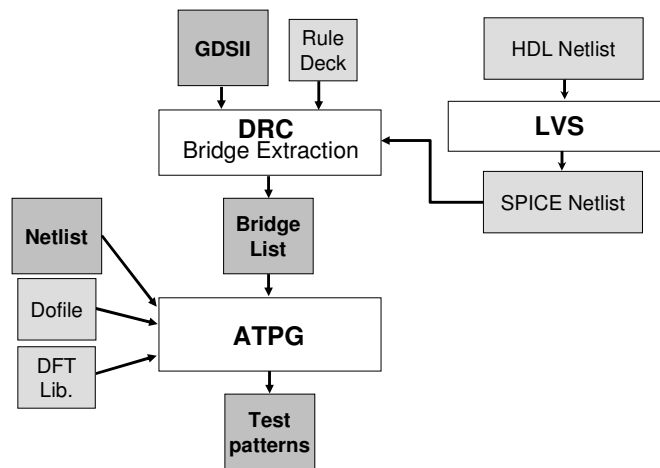 GDSII
Rule
Deck
HDL Netlist
DRC
Bridge Extraction
LVS
SPICE Netlist
Netlist
Bridge
List
Dofile
ATPG
DFT
Lib.
Test
patterns